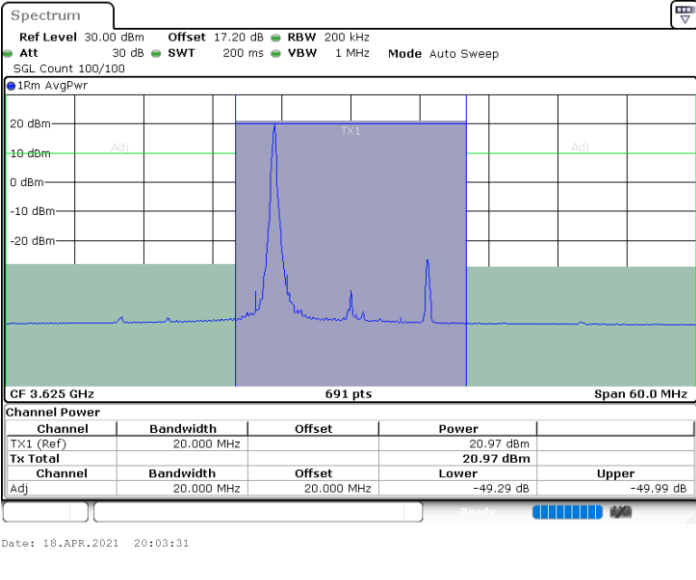 Spectrum
Ref Level 30.00 dBm Offset 17.20 dB RBW 200 kHz
Att 30 dB SWT 200 ms VBW 1 MHz Mode Auto Sweep
SGL Count 100/100
1Rm AvgPwr
20 dBm
TX1
Adj Adj
10 dBm
0 dBm
-10 dBm
-20 dBm
CF 3.625 GHz 691 pts Span 60.0 MHz
Channel Power
Channel Bandwidth Offset Power
TX1 (Ref) 20.000 MHz 20.97 dBm
Tx Total 20.97 dBm
Channel Bandwidth Offset Lower Upper
Adj 20.000 MHz 20.000 MHz -49.29 dB -49.99 dB
Ready
Date: 18.APR.2021 20:03:31